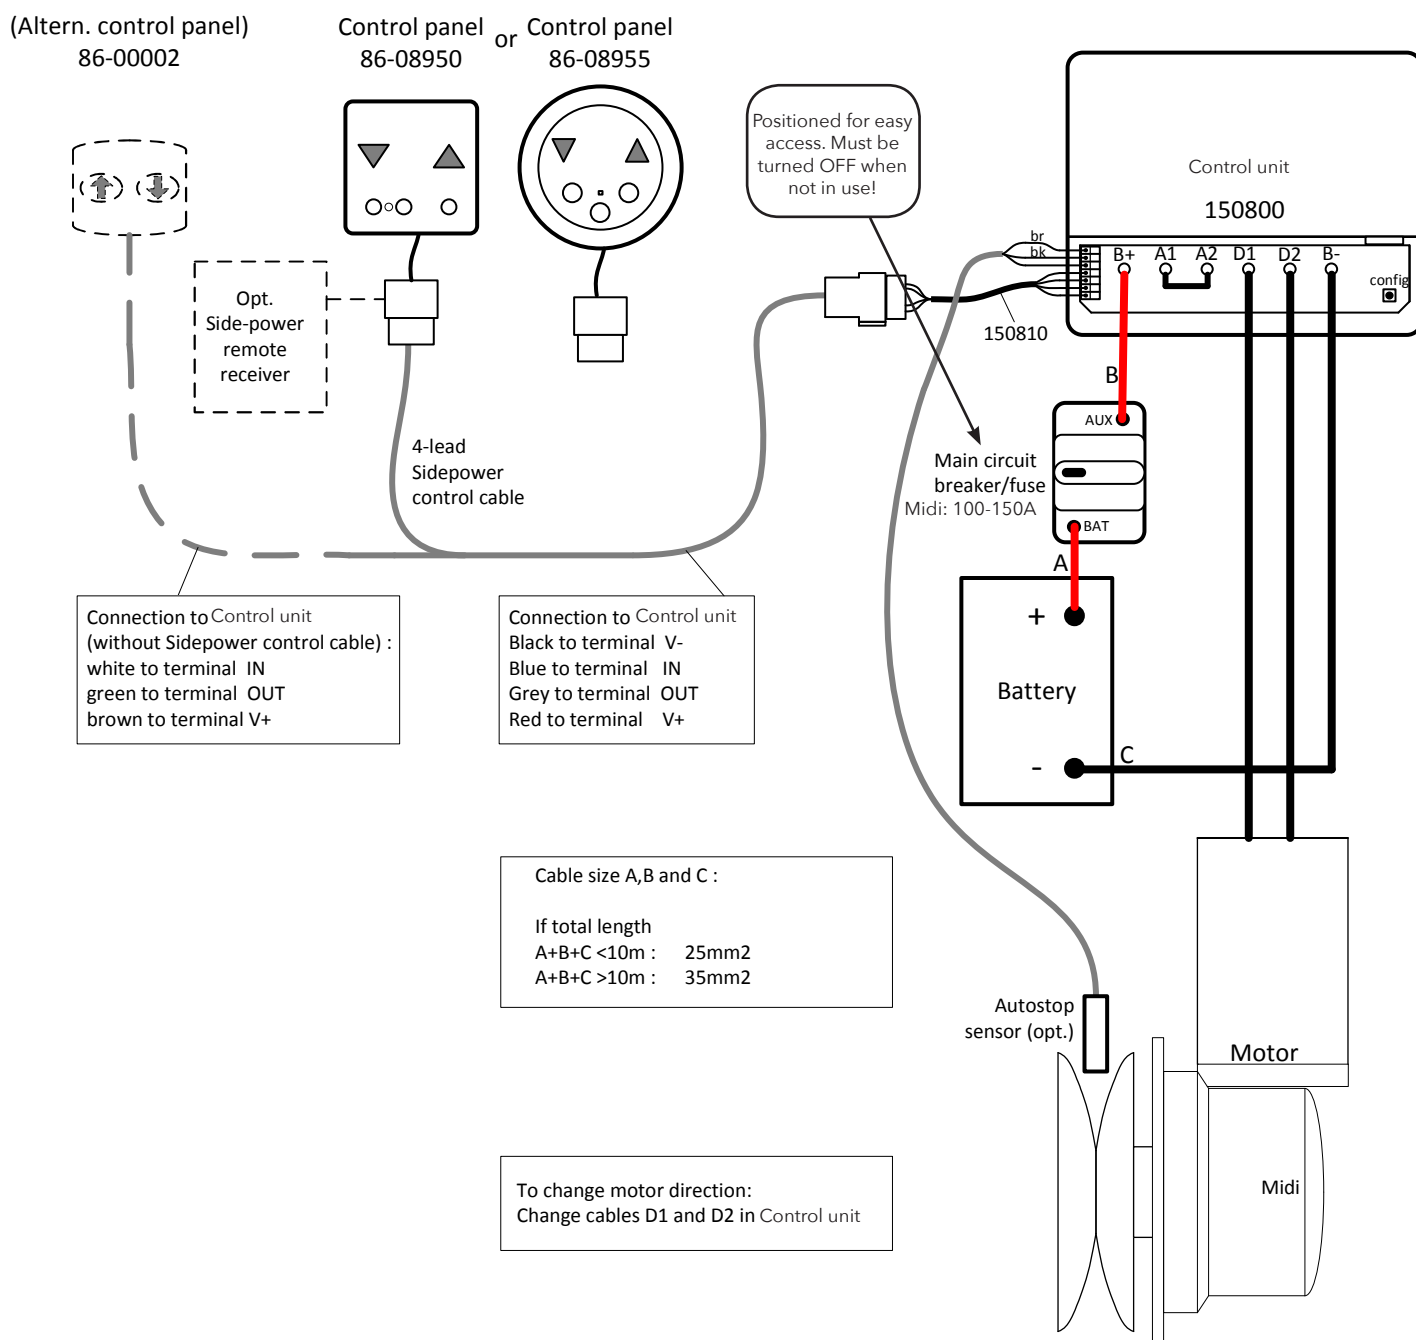 (Altern. control panel)
86-00002
Control panel
86-08950
or
Control panel
86-08955
Positioned for easy
access. Must be
turned OFF when
not in use!
Control unit
150800
br
bk
B+
A1
A2
D1
D2
B-
config
150810
Opt.
Side-power
remote
receiver
B
AUX
4-lead
Sidepower
control cable
Main circuit
breaker/fuse
Midi: 100-150A
BAT
A
Connection to Control unit
(without Sidepower control cable) :
white to terminal IN
green to terminal OUT
brown to terminal V+
Connection to Control unit
Black to terminal V-
Blue to terminal IN
Grey to terminal OUT
Red to terminal V+
+
Battery
-
C
Cable size A,B and C :
If total length
A+B+C <10m : 25mm2
A+B+C >10m : 35mm2
Autostop
sensor (opt.)
Motor
Midi
To change motor direction:
Change cables D1 and D2 in Control unit